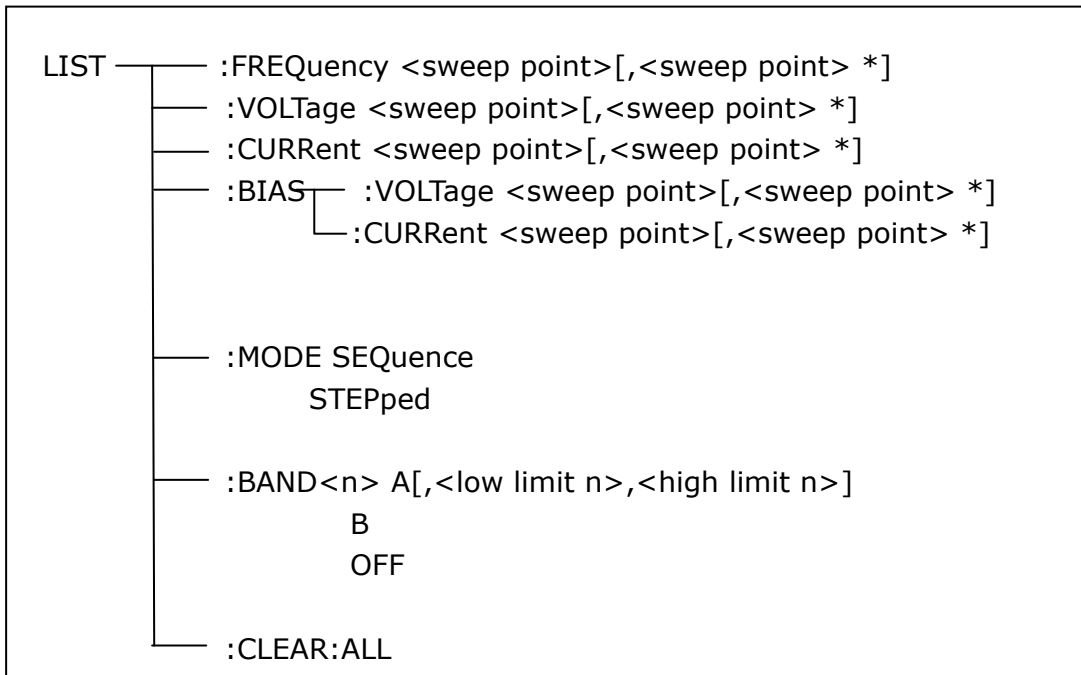 LIST :FREQuency <sweep point>[,<sweep point> *]
:VOLTage <sweep point>[,<sweep point> *]
:CURRent <sweep point>[,<sweep point> *]
:BIAS :VOLTage <sweep point>[,<sweep point> *]
:CURRent <sweep point>[,<sweep point> *]
:MODE SEQuence
STEPped
:BAND<n> A[,<low limit n>,<high limit n>]
B
OFF
:CLEAR:ALL